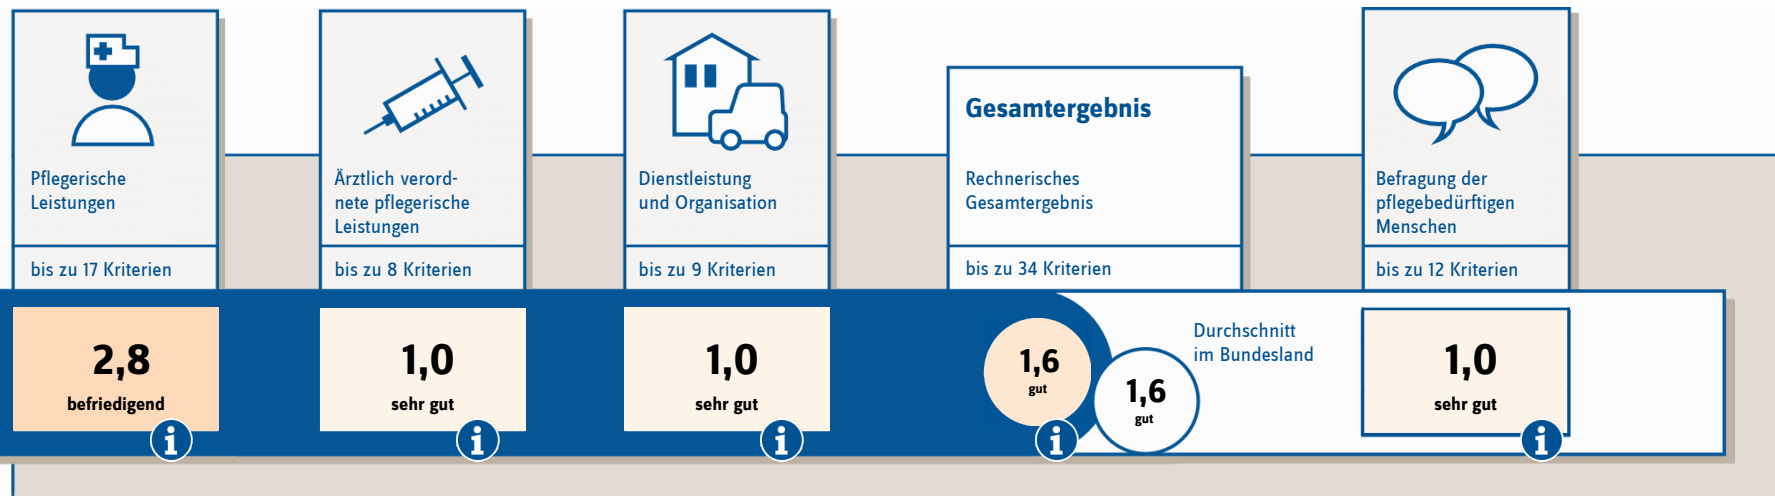 Pflegerische
Leistungen
bis zu 17 Kriterien
2,8
befriedigend
i
Ärztlich verord-
nete pflegerische
Leistungen
bis zu 8 Kriterien
1,0
sehr gut
i
Dienstleistung
und Organisation
bis zu 9 Kriterien
1,0
sehr gut
i
Gesamtergebnis
Rechnerisches
Gesamtergebnis
bis zu 34 Kriterien
1,6
gut
i
Durchschnitt
im Bundesland
1,6
gut
Befragung der
pflegebedürftigen
Menschen
bis zu 12 Kriterien
1,0
sehr gut
i